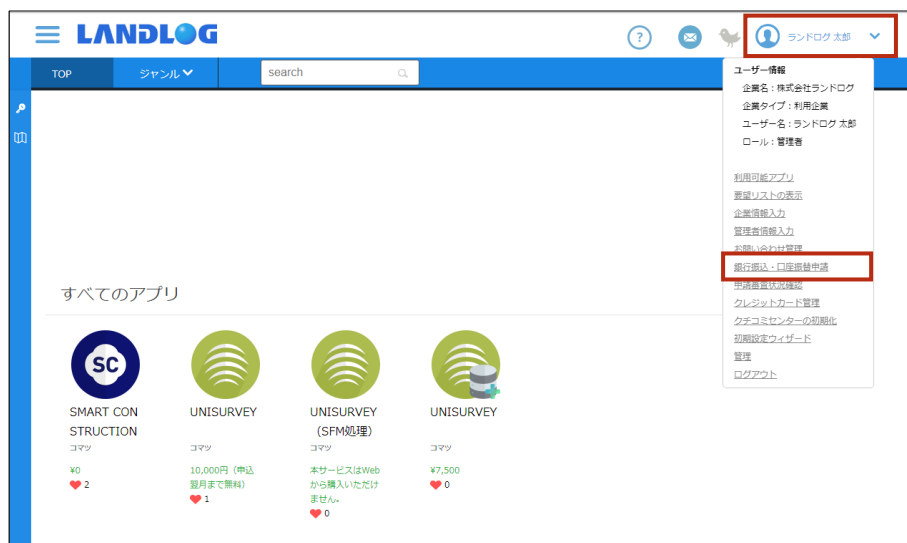 LANDLOG
?
ランドログ 太郎
TOP
ジャンル
search
ユーザー情報
企業名：株式会社ランドログ
企業タイプ：利用企業
ユーザー名：ランドログ 太郎
ロール：管理者
利用可能アプリ
要望リストの表示
企業情報入力
管理者情報入力
お問い合わせ管理
銀行振込・口座振替申請
申請審査状況確認
クレジットカード管理
クチコミセンターの初期化
初期設定ウィザード
管理
ログアウト
すべてのアプリ
SC
SMART CON
STRUCTION
コマツ
¥0
2
UNISURVEY
コマツ
10,000円（申込
翌月まで無料）
1
UNISURVEY
（SFM処理）
コマツ
本サービスはWeb
から購入いただけ
ません。
0
UNISURVEY
コマツ
¥7,500
0